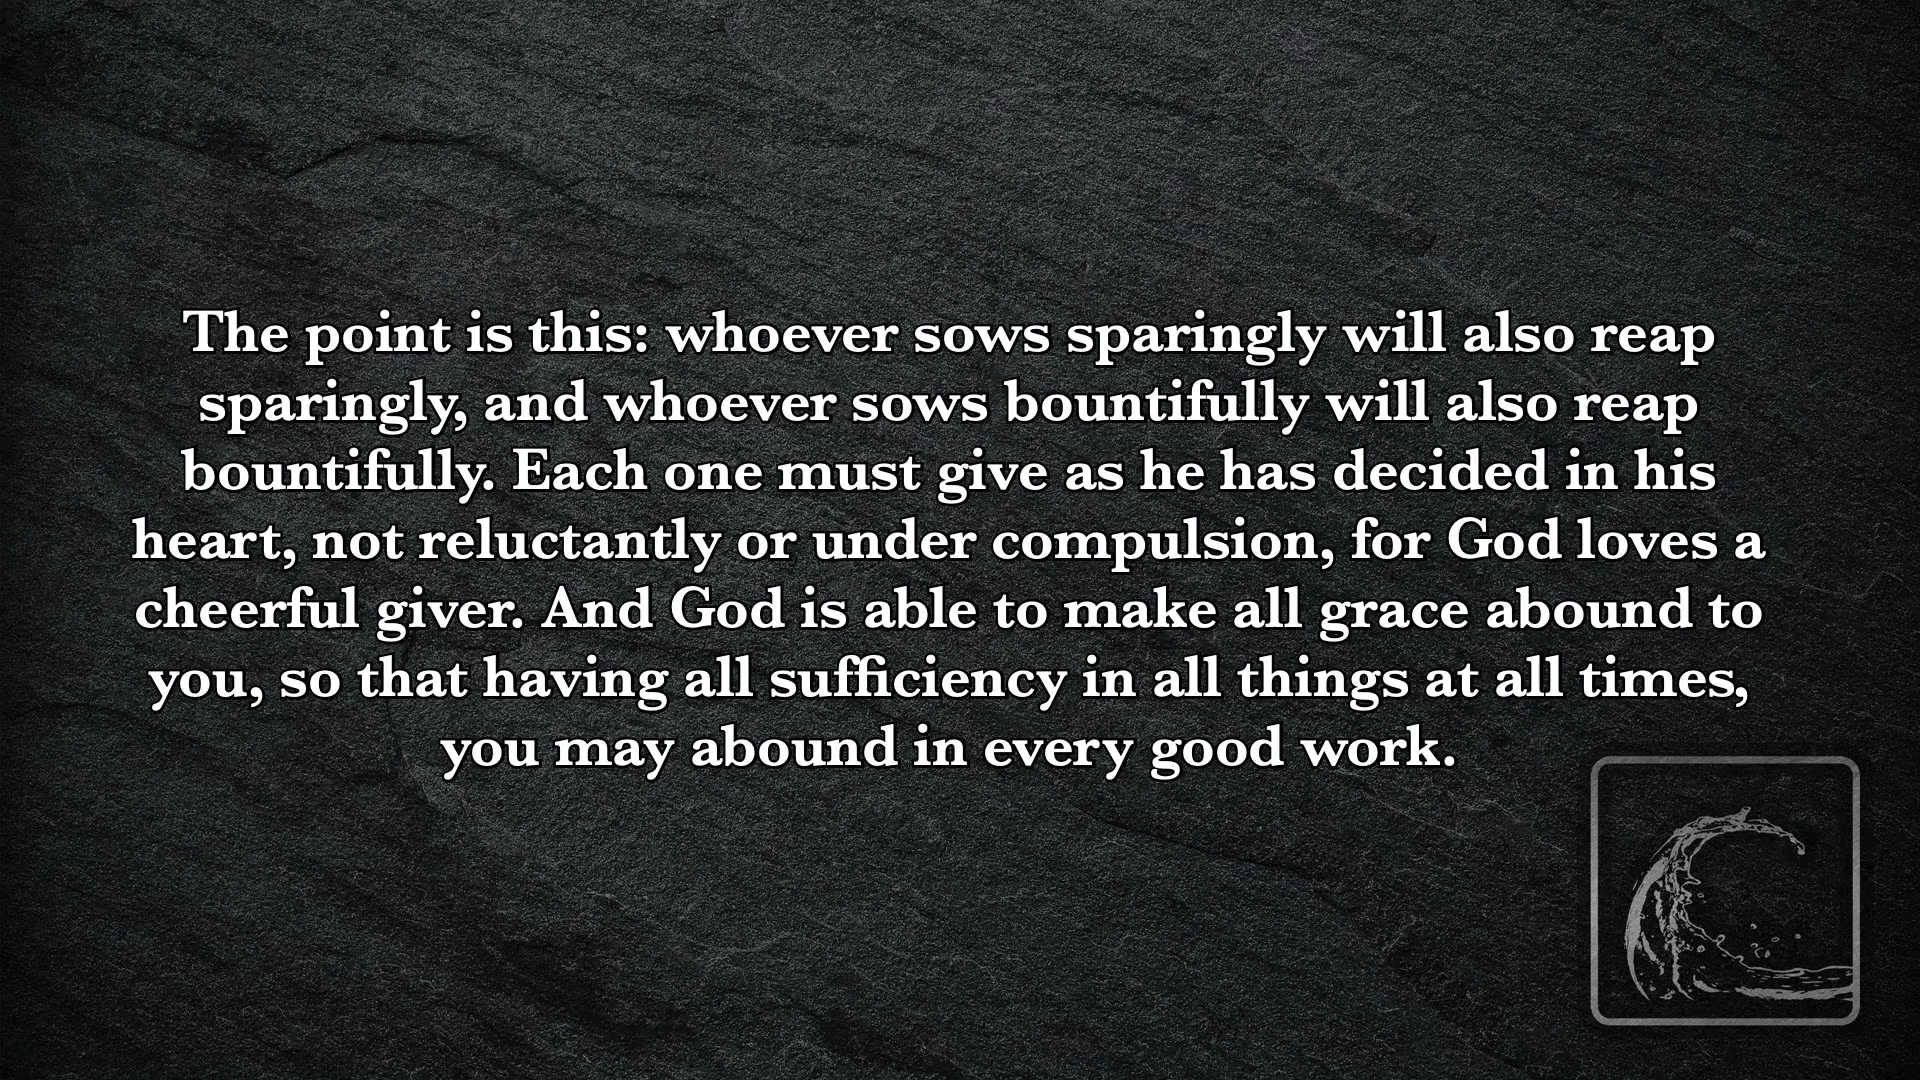 The point is this: whoever sows sparingly will also reap
sparingly, and whoever sows bountifully will also reap
bountifully. Each one must give as he has decided in his
heart, not reluctantly or under compulsion, for God loves a
cheerful giver. And God is able to make all grace abound to
you, so that having all sufficiency in all things at all times,
you may abound in every good work.